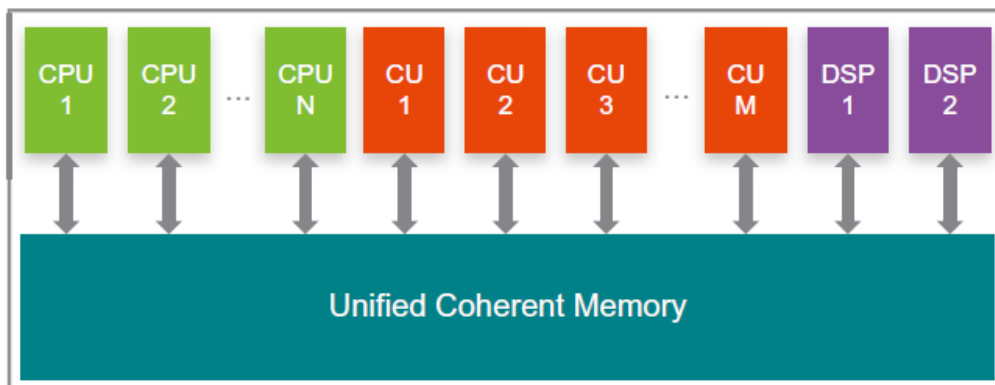 CPU
1
CPU
2
...
CPU
N
CU
1
CU
2
CU
3
...
CU
M
DSP
1
DSP
2
Unified Coherent Memory